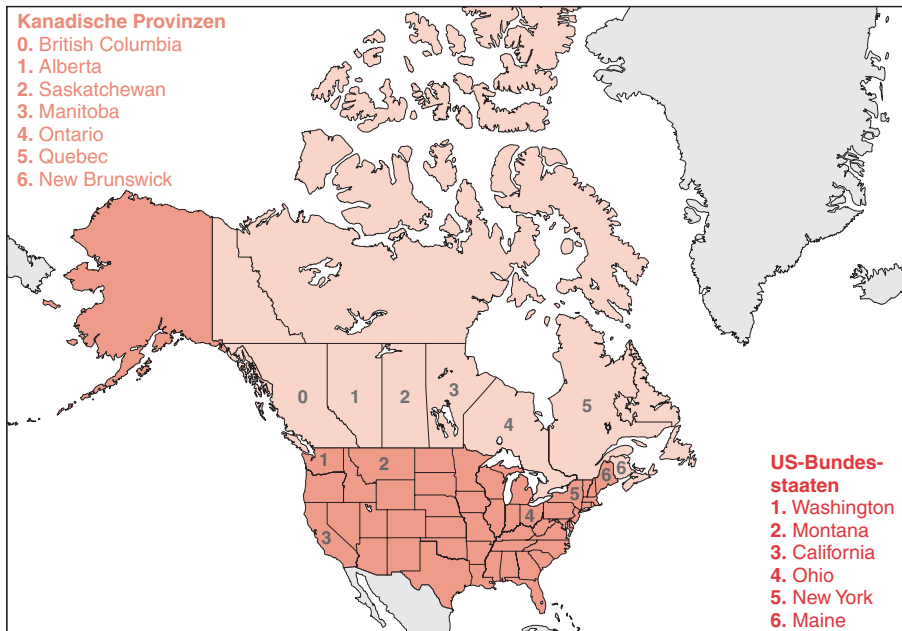 Kanadische Provinzen
0. British Columbia
1. Alberta
2. Saskatchewan
3. Manitoba
4. Ontario
5. Quebec
6. New Brunswick
0
1
2
3
4
5
6
1
2
3
4
5
6
US-Bundes-
staaten
1. Washington
2. Montana
3. California
4. Ohio
5. New York
6. Maine